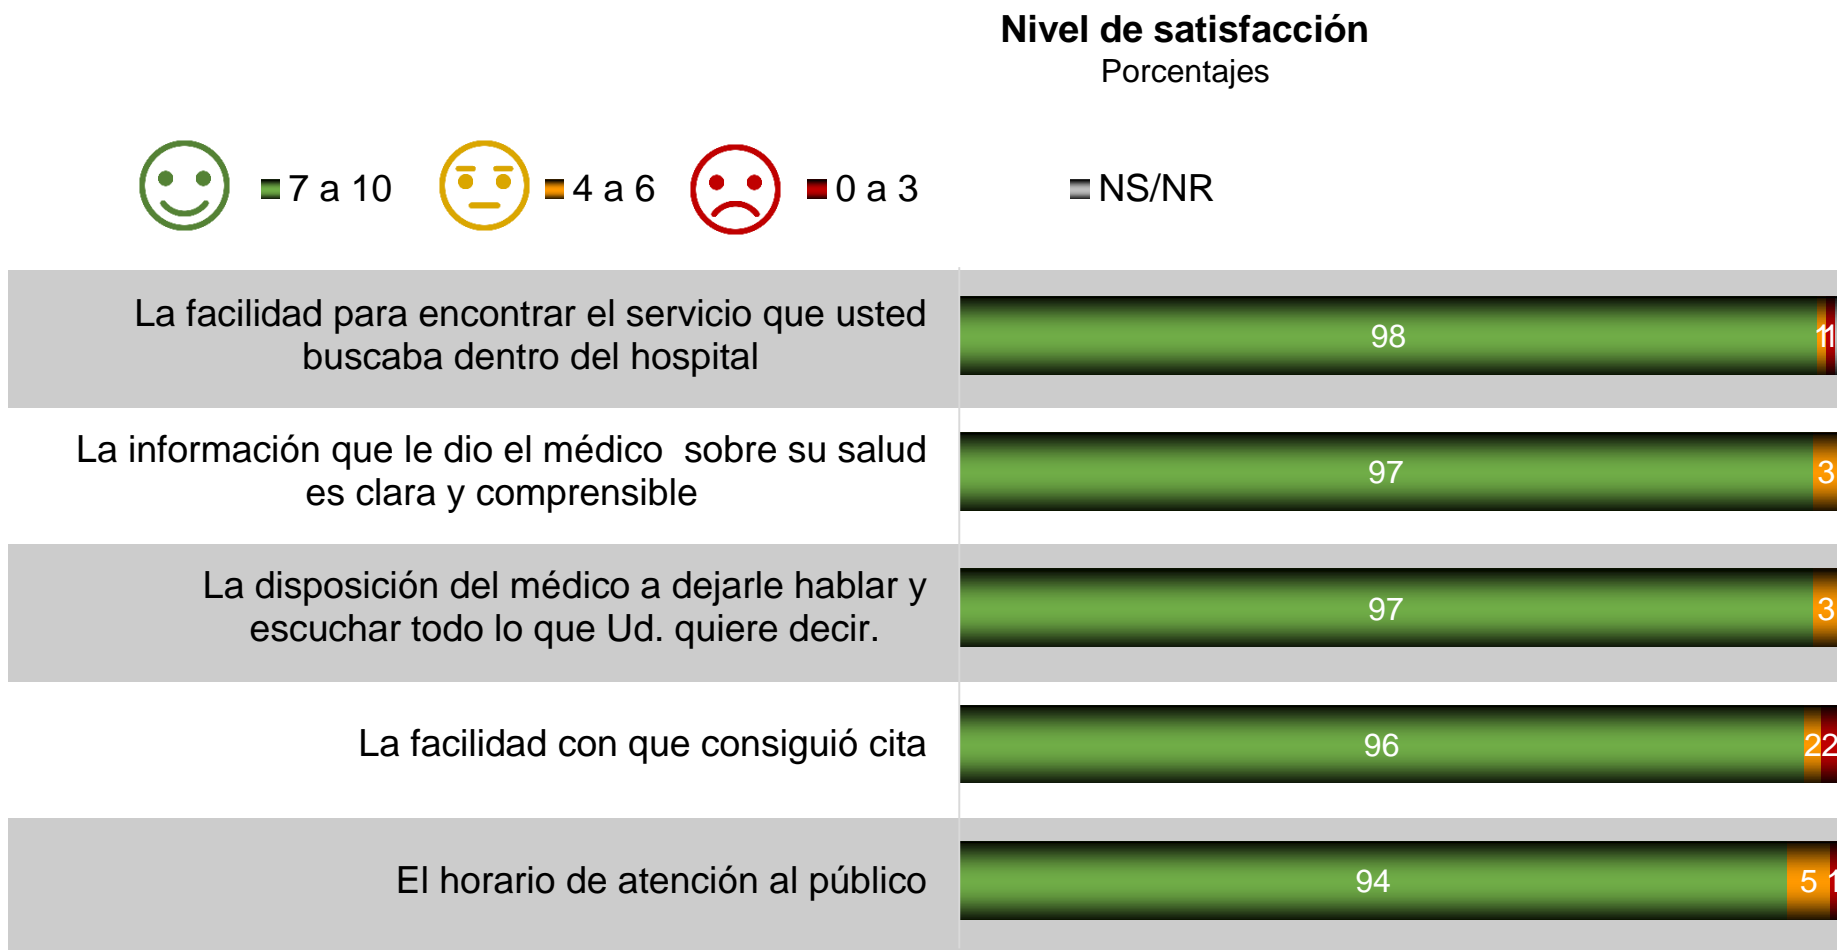 Nivel de satisfacción
Porcentajes
7 a 10 4 a 6 0 a 3 NS/NR
La facilidad para encontrar el servicio que usted
buscaba dentro del hospital
98 1 1
La información que le dio el médico  sobre su salud
es clara y comprensible
97 3
La disposición del médico a dejarle hablar y
escuchar todo lo que Ud. quiere decir.
97 3
La facilidad con que consiguió cita
96 2 2
El horario de atención al público
94 5 1